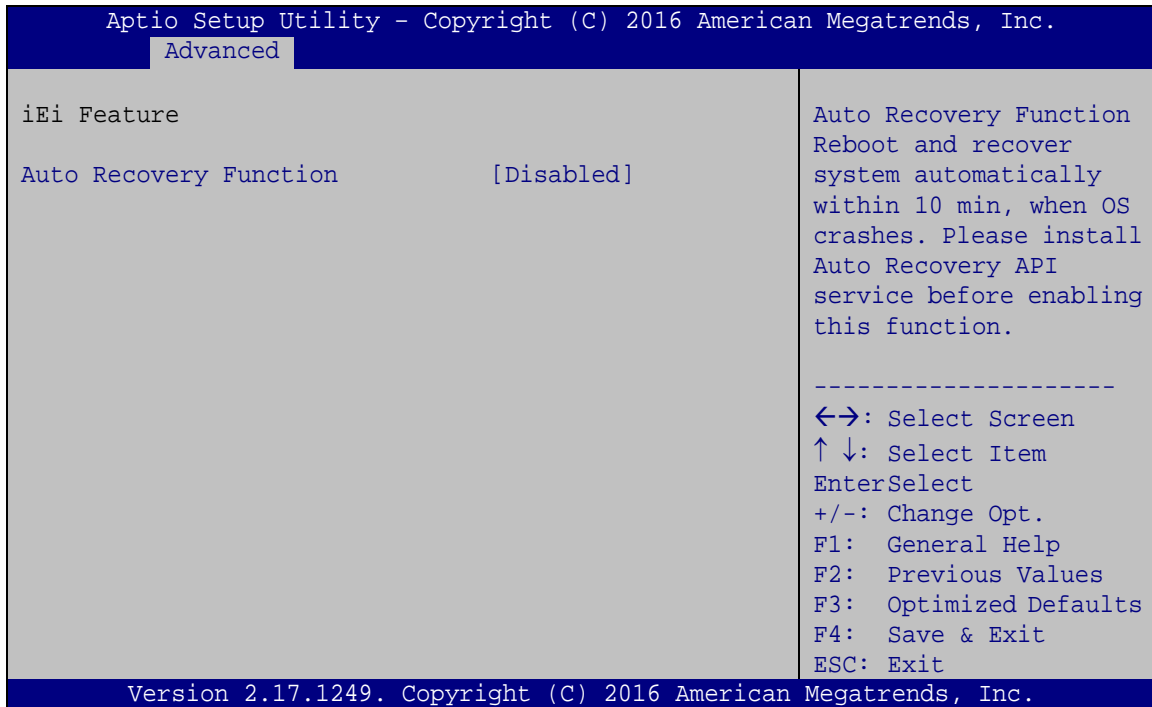 Aptio Setup Utility – Copyright (C) 2016 American Megatrends, Inc.
Advanced
iEi Feature
Auto Recovery Function [Disabled]
Auto Recovery Function
Reboot and recover
system automatically
within 10 min, when OS
crashes. Please install
Auto Recovery API
service before enabling
this function.
---------------------
←→: Select Screen
↑ ↓: Select Item
EnterSelect
+/-: Change Opt.
F1: General Help
F2: Previous Values
F3: Optimized Defaults
F4: Save & Exit
ESC: Exit
Version 2.17.1249. Copyright (C) 2016 American Megatrends, Inc.